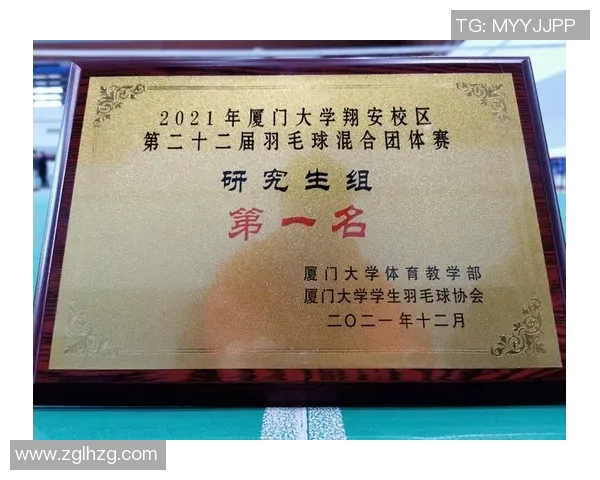 TG: MYYJJPP
2021年厦门大学翔安校区
第二十二届羽毛球混合团体赛
研究生组
第一名
厦门大学体育教学部
厦门大学学生羽毛球协会
二〇二一年十二月
www.zglhzg.com